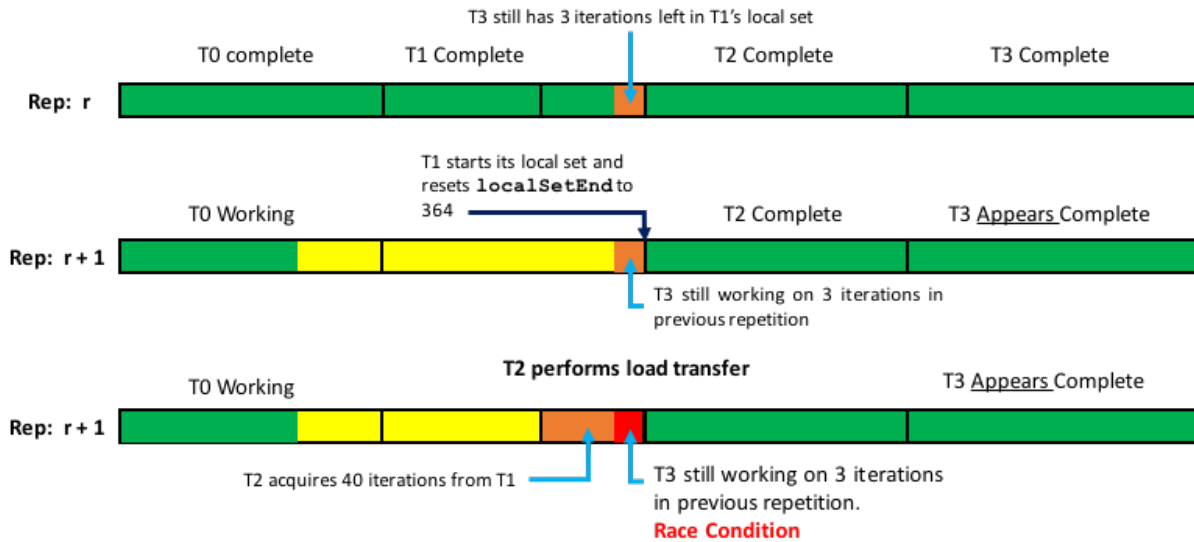 T3 still has 3 iterations left in T1's local set
T0 complete
T1 Complete
T2 Complete
T3 Complete
Rep: r
T1 starts its local set and
resets localSetEnd to
364
T0 Working
T2 Complete
T3 Appears Complete
Rep: r + 1
T3 still working on 3 iterations in
previous repetition
T2 performs load transfer
T0 Working
T3 Appears Complete
Rep: r + 1
T2 acquires 40 iterations from T1
T3 still working on 3 iterations
in previous repetition.
Race Condition